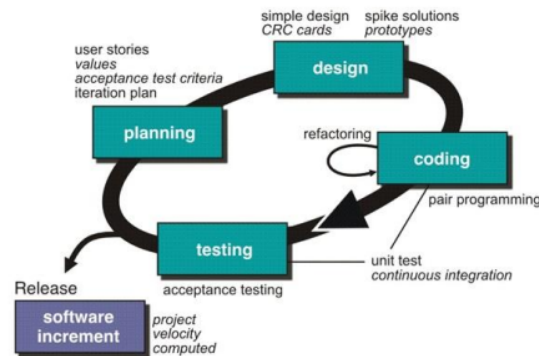 simple design
CRC cards
spike solutions
prototypes
design
user stories
values
acceptance test criteria
iteration plan
planning
refactoring
coding
pair programming
testing
unit test
continuous integration
acceptance testing
Release
software
increment
project
velocity
computed